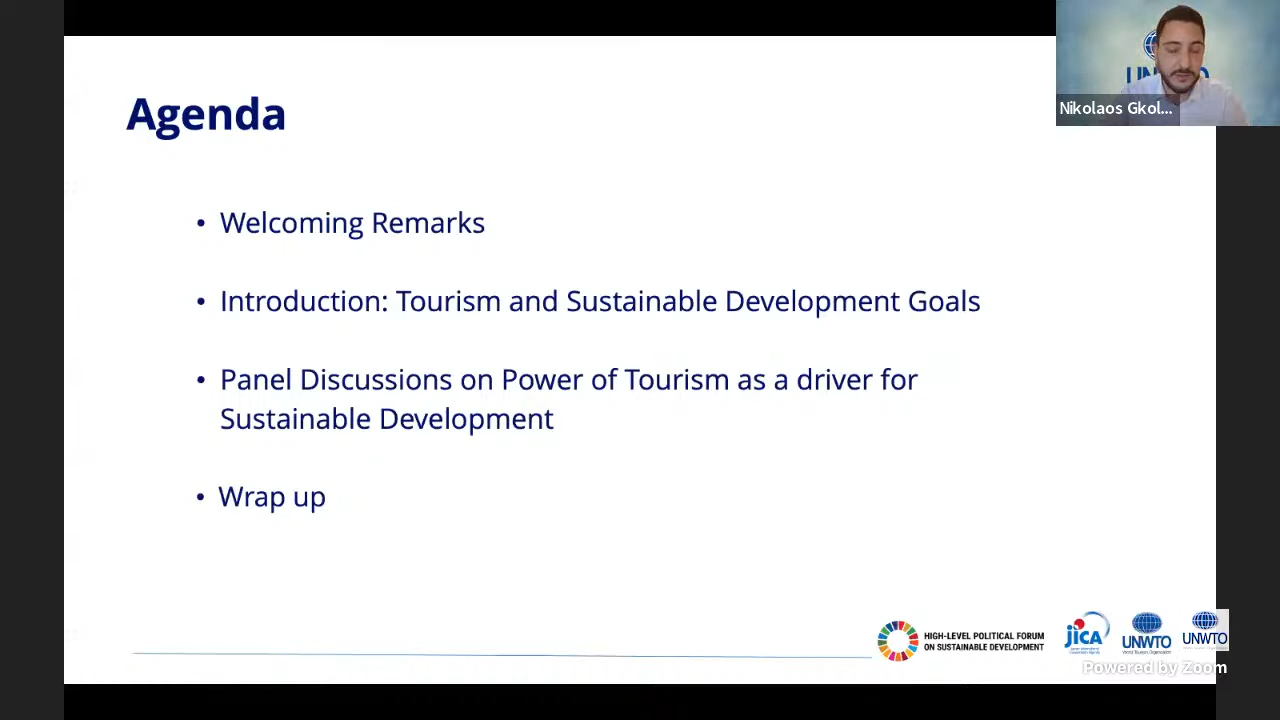 Agenda
UNWTO
Nikolaos Gkol...
• Welcoming Remarks
• Introduction: Tourism and Sustainable Development Goals
• Panel Discussions on Power of Tourism as a driver for
Sustainable Development
• Wrap up
HIGH-LEVEL POLITICAL FORUM
ON SUSTAINABLE DEVELOPMENT
jICA
UNWTO
UNWTO
Powered by Zoom